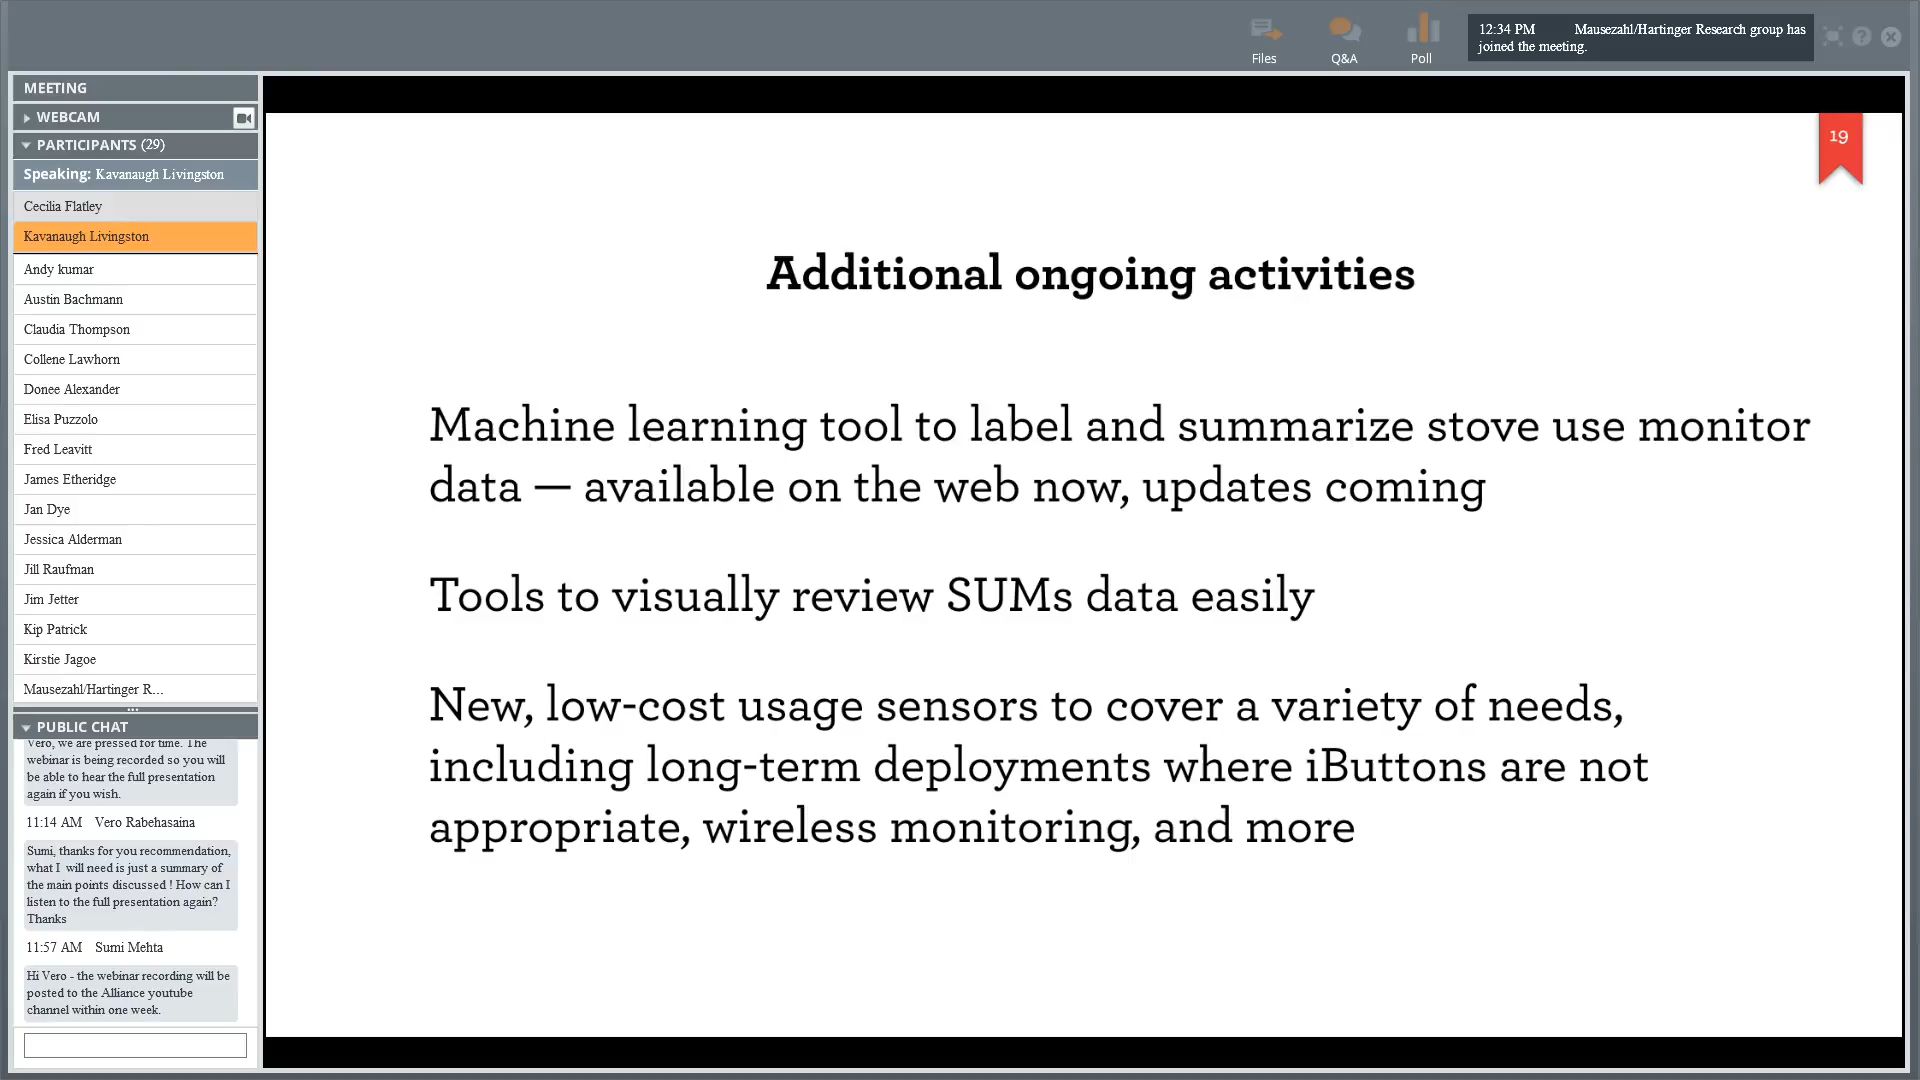 Files
Q&A
Poll
12:34 PM Mausezahl/Hartinger Research group has
joined the meeting.
MEETING
WEBCAM
PARTICIPANTS (29)
Speaking: Kavanaugh Livingston
Cecilia Flatley
Kavanaugh Livingston
Andy kumar
Austin Bachmann
Claudia Thompson
Collene Lawhorn
Donee Alexander
Elisa Puzzolo
Fred Leavitt
James Etheridge
Jan Dye
Jessica Alderman
Jill Raufman
Jim Jetter
Kip Patrick
Kirstie Jagoe
Mausezahl/Hartinger R...
PUBLIC CHAT
Vero, we are pressed for time. The
webinar is being recorded so you will
be able to hear the full presentation
again if you wish.
11:14 AM Vero Rabehasaina
Sumi, thanks for you recommendation,
what I will need is just a summary of
the main points discussed ! How can I
listen to the full presentation again?
Thanks
11:57 AM Sumi Mehta
Hi Vero - the webinar recording will be
posted to the Alliance youtube
channel within one week.
19
Additional ongoing activities
Machine learning tool to label and summarize stove use monitor
data — available on the web now, updates coming
Tools to visually review SUMs data easily
New, low-cost usage sensors to cover a variety of needs,
including long-term deployments where iButtons are not
appropriate, wireless monitoring, and more